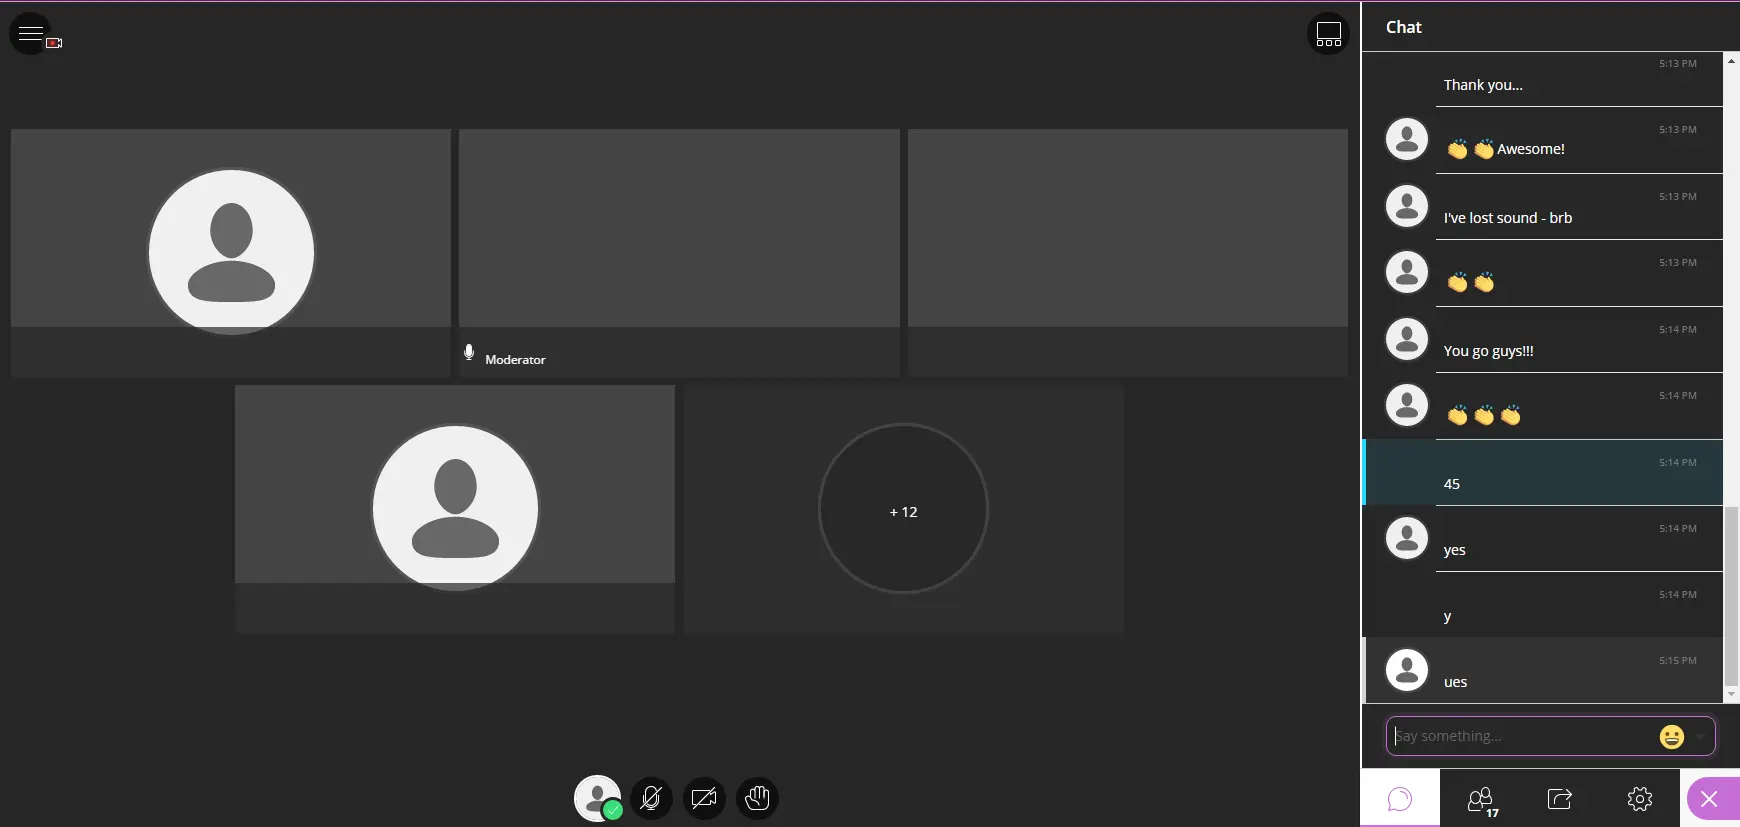 Chat
5:13 PM
Thank you...
5:13 PM
👏 👏 Awesome!
5:13 PM
I've lost sound - brb
5:13 PM
👏 👏
5:14 PM
You go guys!!!
5:14 PM
👏 👏 👏
5:14 PM
45
5:14 PM
yes
5:14 PM
y
5:15 PM
ues
Say something...
17
Moderator
+ 12